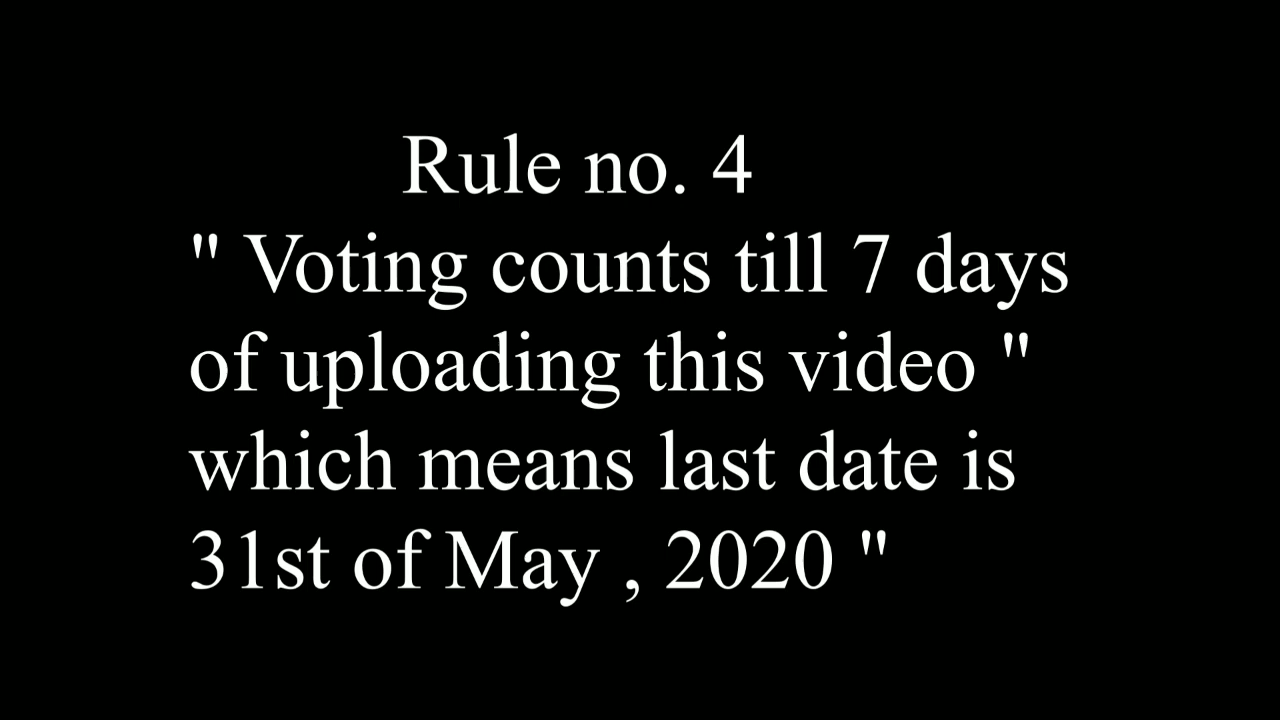 Rule no. 4
" Voting counts till 7 days
of uploading this video "
which means last date is
31st of May , 2020 "